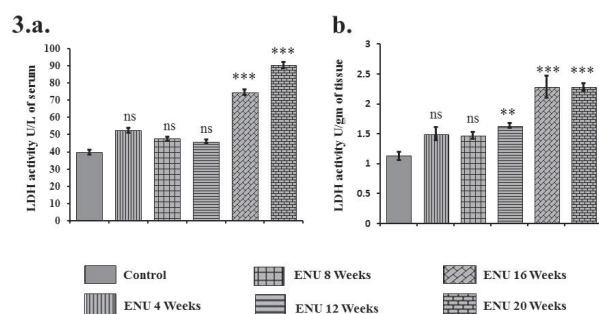 3.a.
100
90
80
70
60
50
40
30
20
10
0
LDH activity U/L of serum
ns
ns
ns
***
***
b.
3
2.5
2
1.5
1
0.5
0
LDH activity U/gm of tissue
ns
ns
**
***
***
Control
ENU 8 Weeks
ENU 16 Weeks
ENU 4 Weeks
ENU 12 Weeks
ENU 20 Weeks